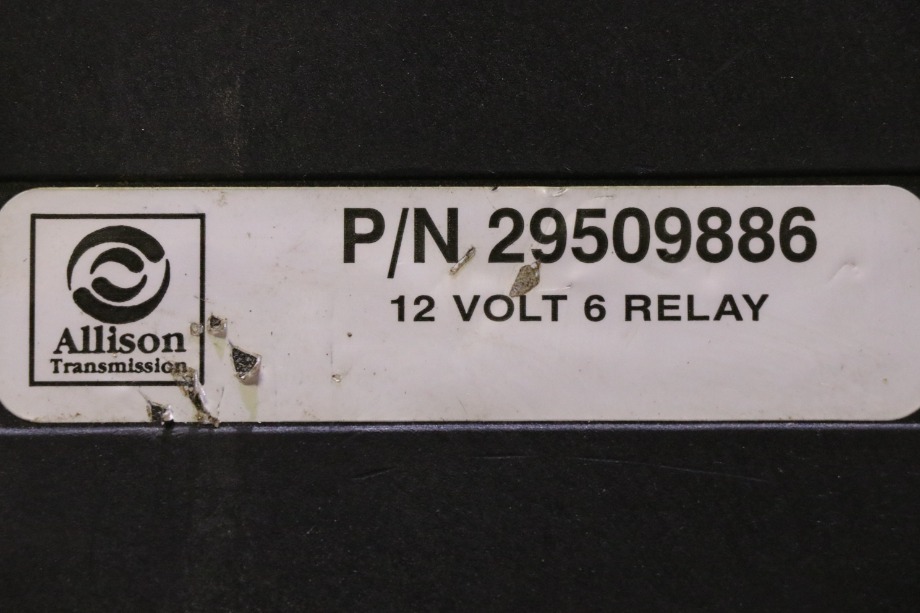 P/N 29509886
12 VOLT 6 RELAY
Allison
Transmission